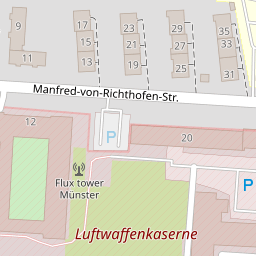 9
17
23
29
35
15
21
27
33
11
13
19
25
31
Manfred-von-Richthofen-Str.
12
P
20
Flux tower
Münster
P
Luftwaffenkaserne